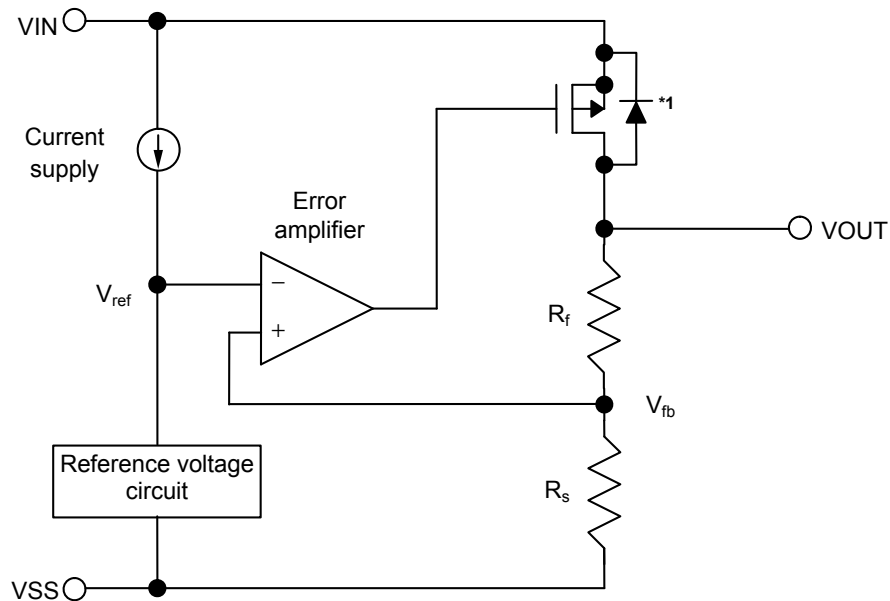 VIN
*1
Current
supply
Error
amplifier
VOUT
Vref
−
+
Rf
Vfb
Reference voltage
circuit
Rs
VSS